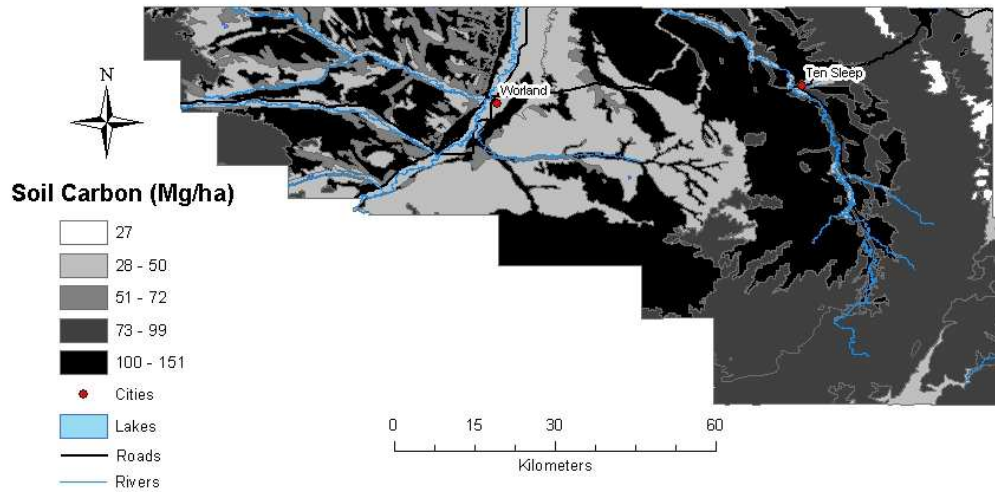 Ten Sleep
N
Worland
Soil Carbon (Mg/ha)
27
28 - 50
51 - 72
73 - 99
100 - 151
Cities
Lakes
Roads
Rivers
0 15 30 60
Kilometers